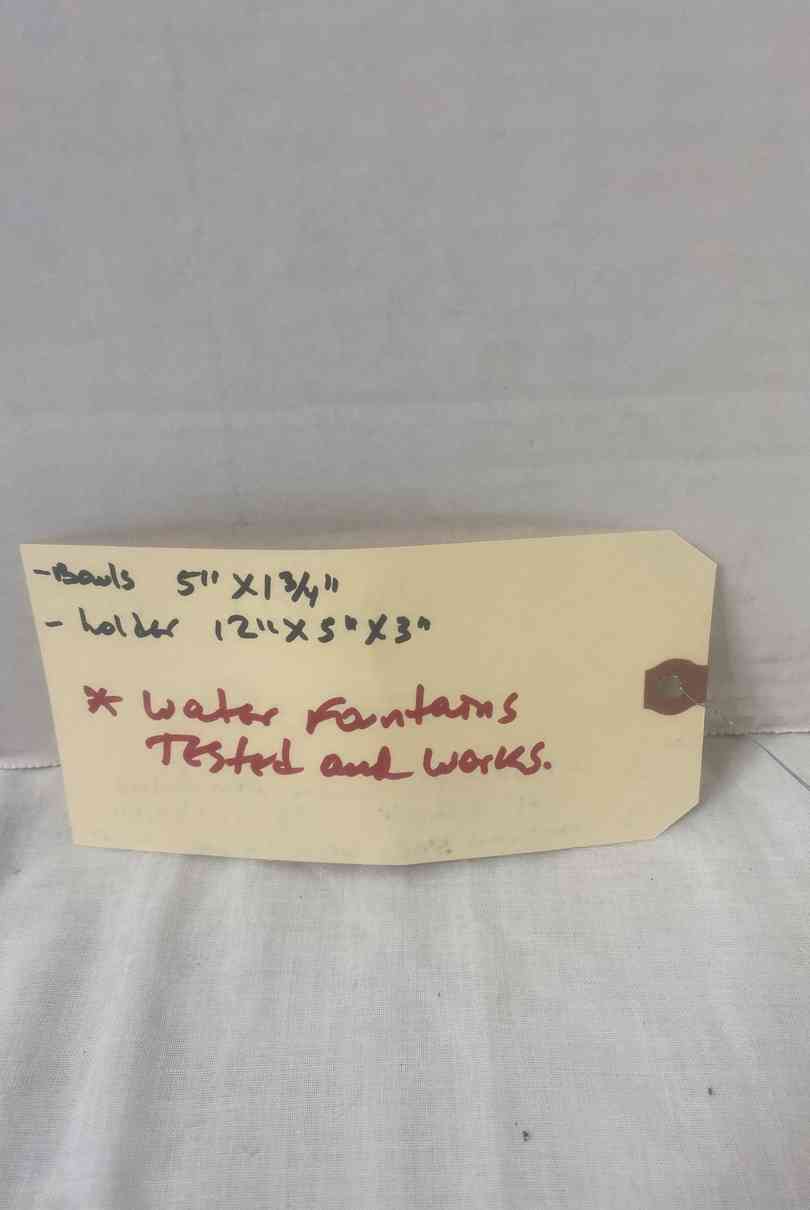 - Bowls 5" X 1 3/4"
- holder 12" X 5" X 3"
* Water Fountains
Tested and works.